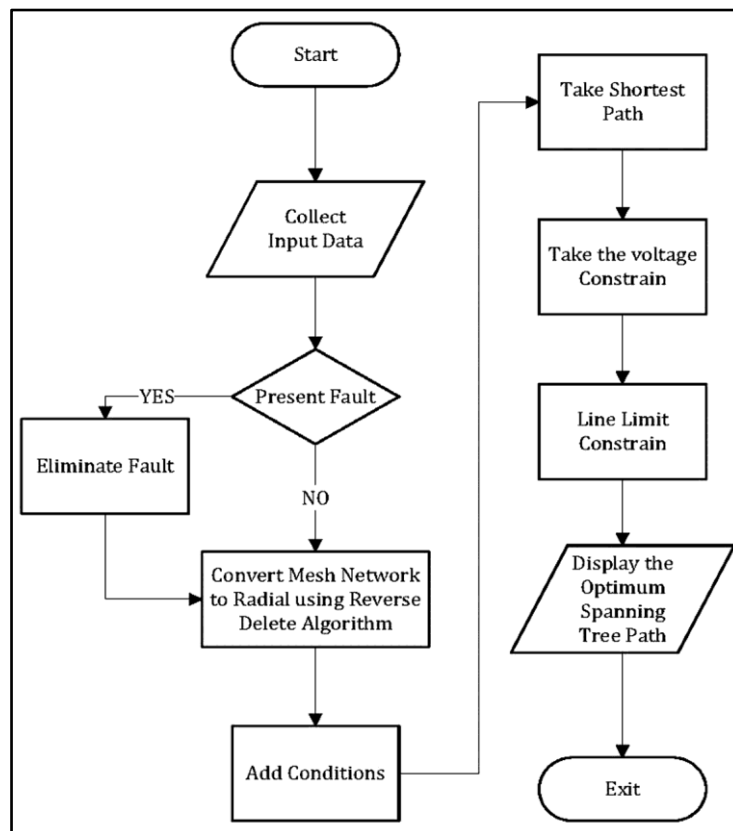 Start
Collect
Input Data
Present Fault
YES
Eliminate Fault
NO
Convert Mesh Network
to Radial using Reverse
Delete Algorithm
Add Conditions
Take Shortest
Path
Take the voltage
Constrain
Line Limit
Constrain
Display the
Optimum
Spanning
Tree Path
Exit